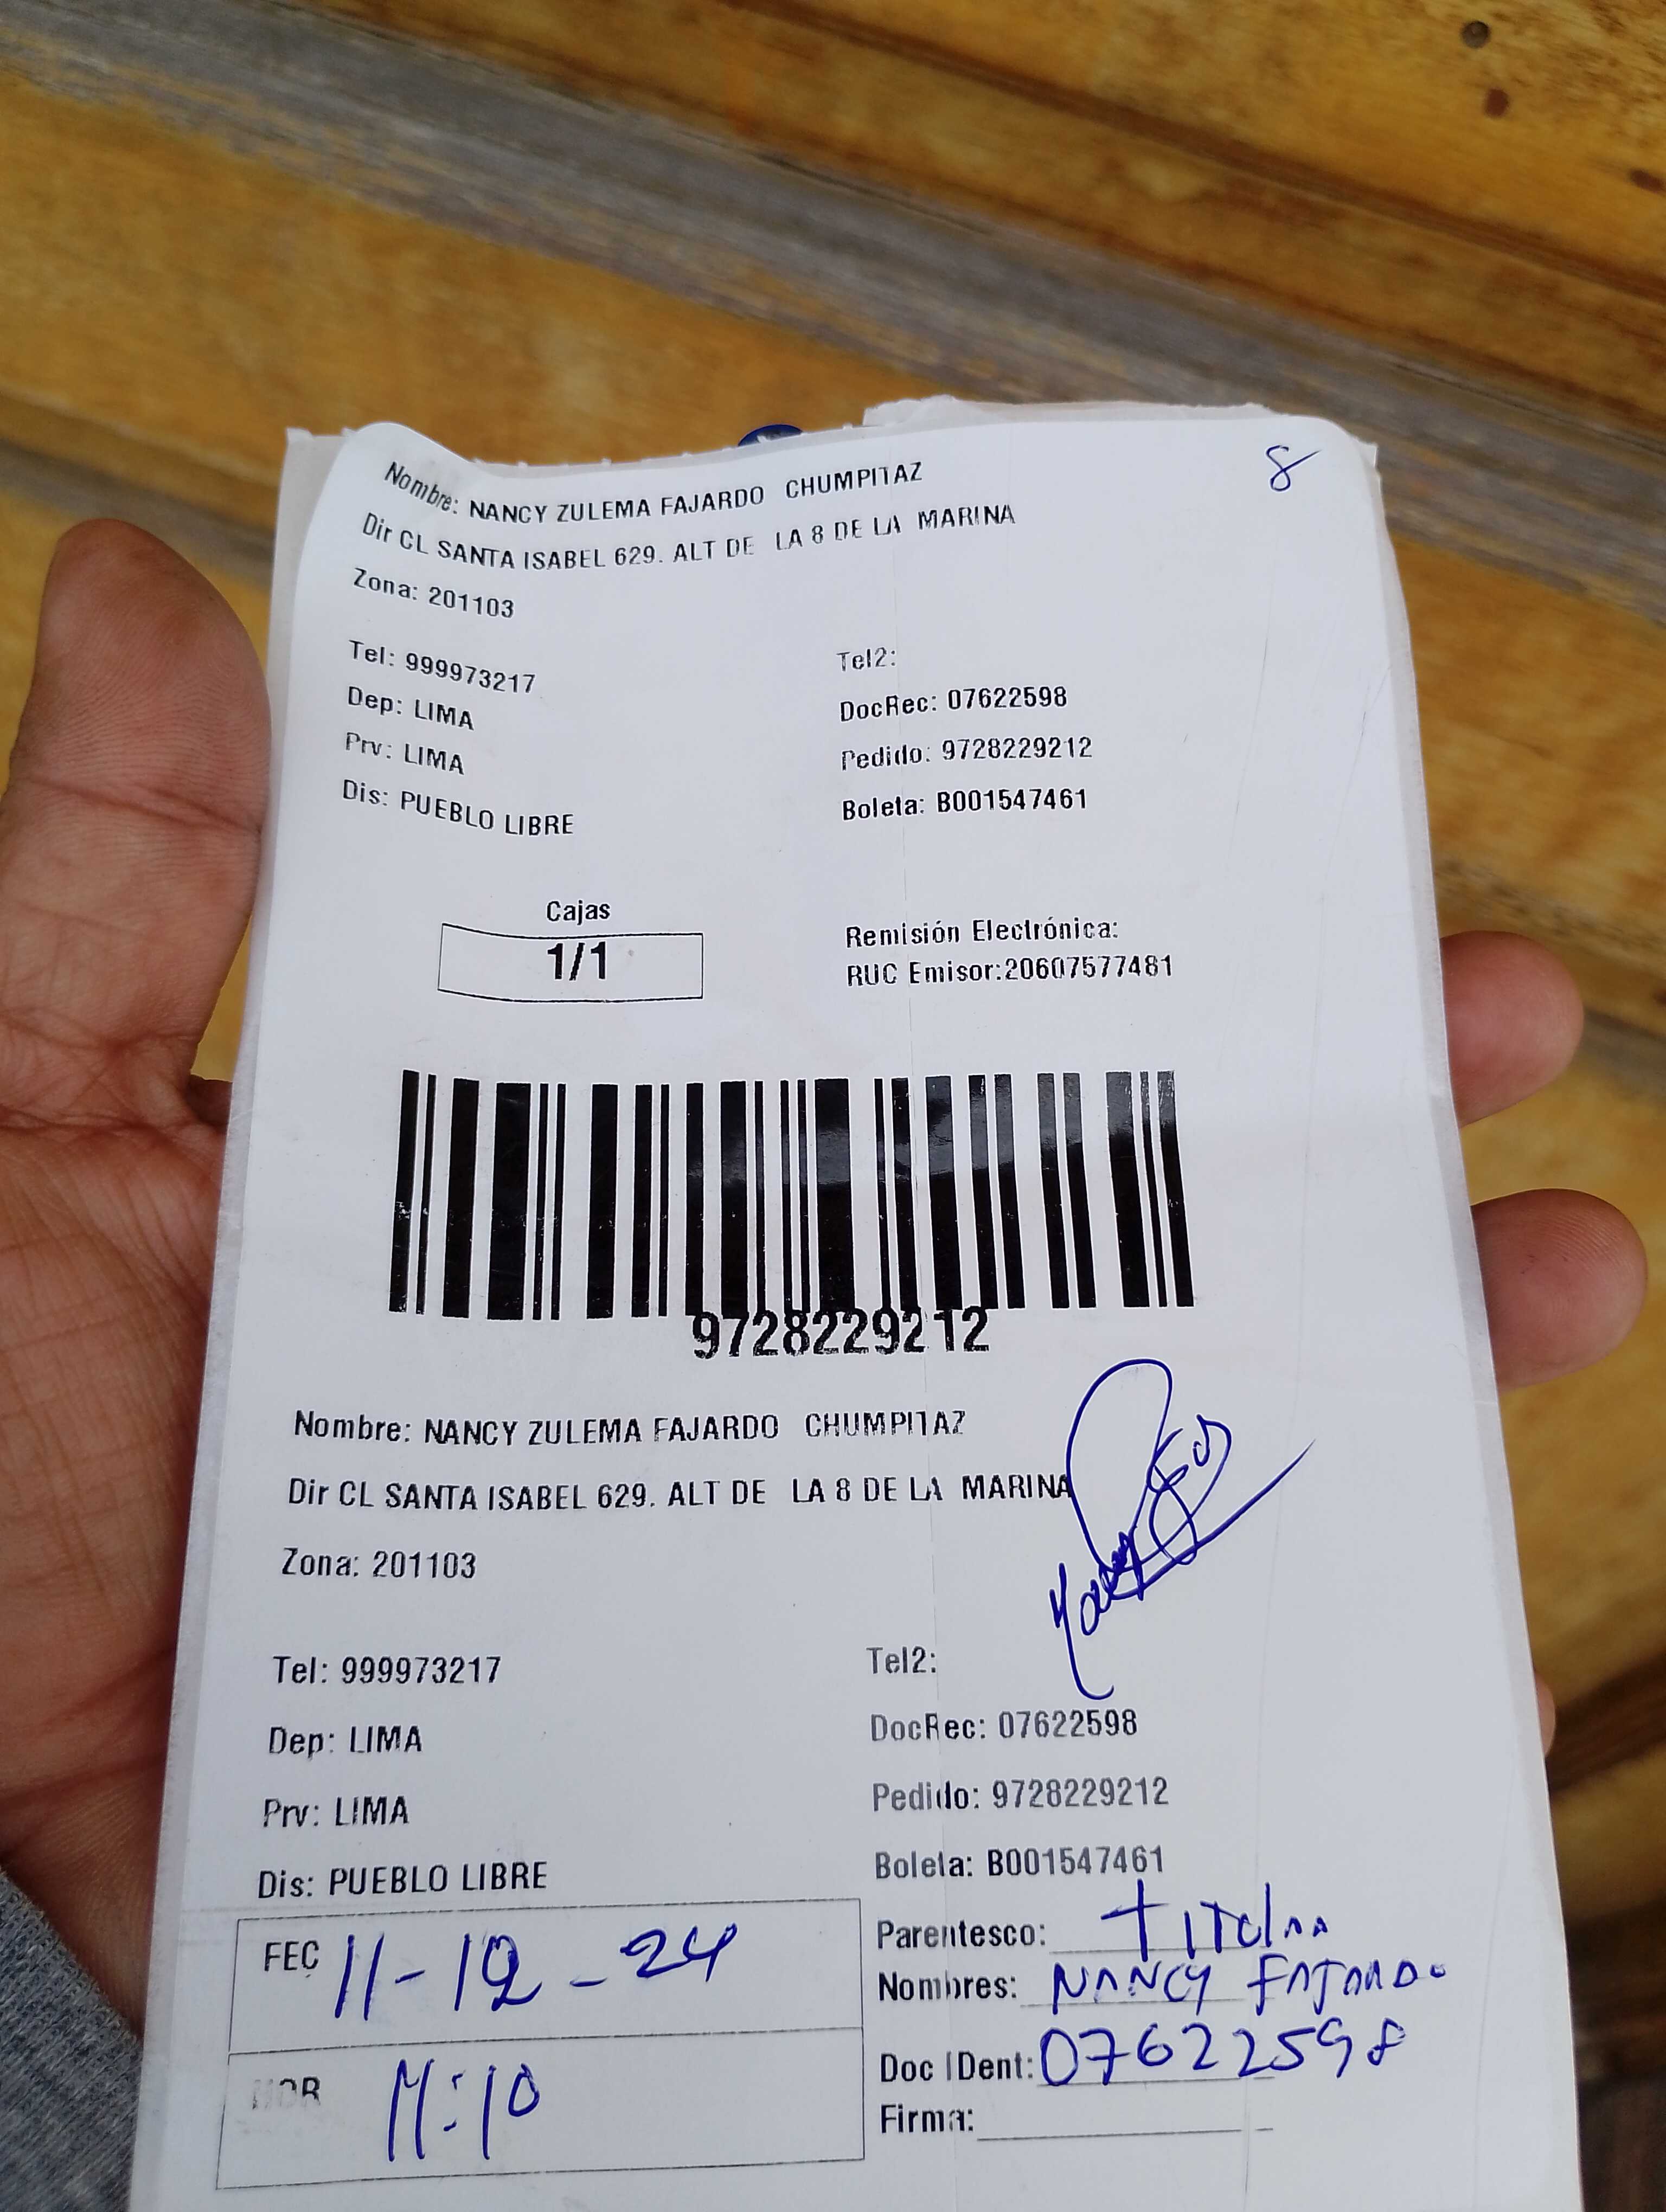 8
Nombre: NANCY ZULEMA FAJARDO CHUMPITAZ
Dir CL SANTA ISABEL 629. ALT DE LA 8 DE LA MARINA
Zona: 201103
Tel: 999973217
Tel2:
Dep: LIMA
DocRec: 07622598
Prv: LIMA
Pedido: 9728229212
Dis: PUEBLO LIBRE
Boleta: B001547461
Cajas
1/1
Remisión Electrónica:
RUC Emisor:20607577481
9728229212
Nombre: NANCY ZULEMA FAJARDO CHUMPITAZ
Dir CL SANTA ISABEL 629. ALT DE LA 8 DE LA MARINA
Zona: 201103
Tel: 999973217
Tel2:
Dep: LIMA
DocRec: 07622598
Prv: LIMA
Pedido: 9728229212
Dis: PUEBLO LIBRE
Boleta: B001547461
FEC 11-12-24
HOR 11:10
Parentesco: TITULAR
Nombres: NANCY FAJARDO
Doc IDent: 07622598
Firma: